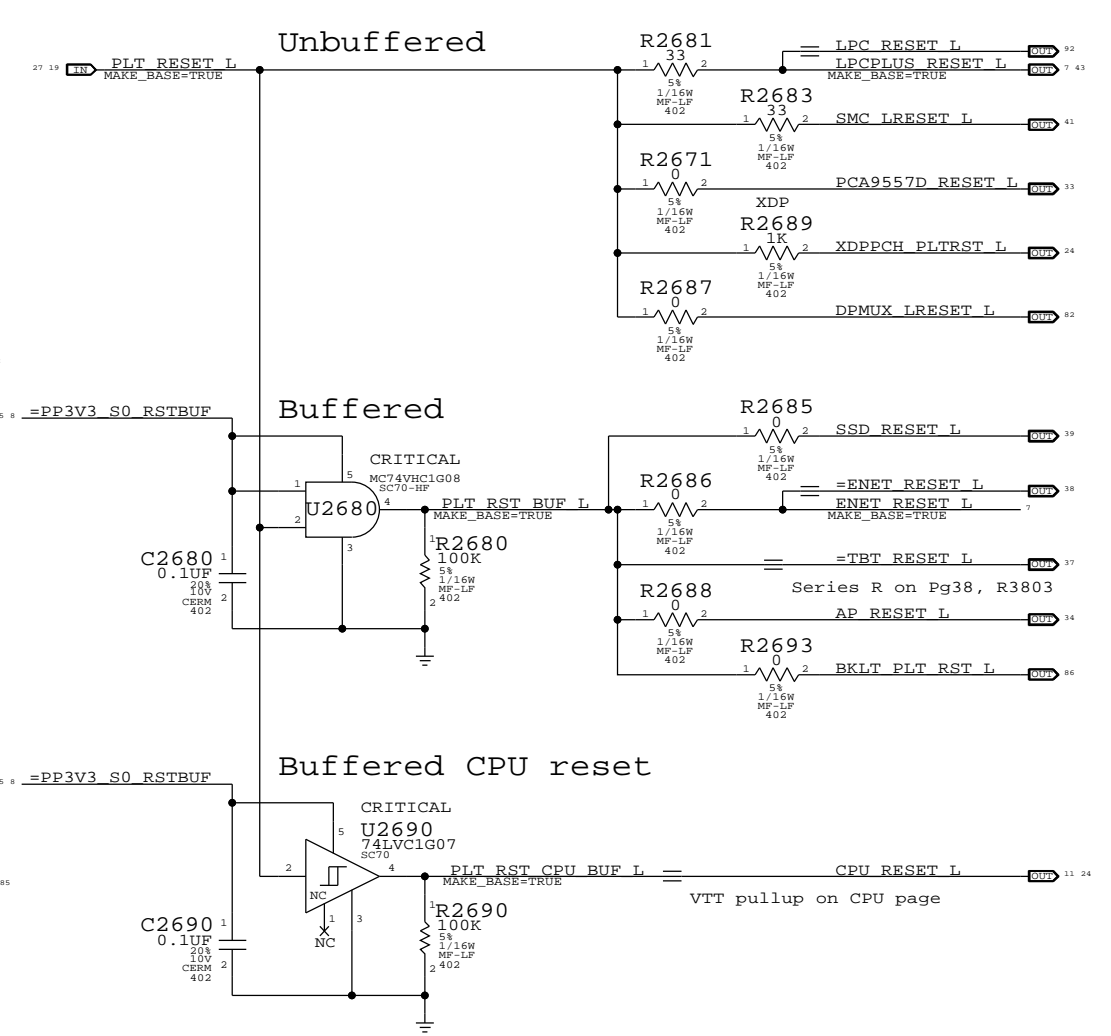 Unbuffered
27 19 IN PLT_RESET_L
MAKE_BASE=TRUE
R2681
33
1 2
5%
1/16W
MF-LF
402
LPC_RESET_L OUT 92
LPCPLUS_RESET_L OUT 7 43
MAKE_BASE=TRUE
R2683
33
1 2
5%
1/16W
MF-LF
402
SMC_LRESET_L OUT 41
R2671
0
1 2
5%
1/16W
MF-LF
402
PCA9557D_RESET_L OUT 33
XDP
R2689
1K
1 2
5%
1/16W
MF-LF
402
XDPPCH_PLTRST_L OUT 24
R2687
0
1 2
5%
1/16W
MF-LF
402
DPMUX_LRESET_L OUT 82
Buffered
8 =PP3V3_S0_RSTBUF
CRITICAL
MC74VHC1G08
SC70-HF
5
1
U2680
4
2
3
PLT_RST_BUF_L
MAKE_BASE=TRUE
C2680
1
0.1UF
20%
10V
CERM
402
2
1
R2680
100K
5%
1/16W
MF-LF
402
2
R2685
0
1 2
5%
1/16W
MF-LF
402
SSD_RESET_L OUT 39
R2686
0
1 2
5%
1/16W
MF-LF
402
=ENET_RESET_L OUT 38
ENET_RESET_L 7
MAKE_BASE=TRUE
=TBT_RESET_L OUT 37
Series R on Pg38, R3803
R2688
0
1 2
5%
1/16W
MF-LF
402
AP_RESET_L OUT 34
R2693
0
1 2
5%
1/16W
MF-LF
402
BKLT_PLT_RST_L OUT 86
Buffered CPU reset
8 =PP3V3_S0_RSTBUF
CRITICAL
U2690
74LVC1G07
SC70
5
2
4
NC
1
3
NC
PLT_RST_CPU_BUF_L
MAKE_BASE=TRUE
CPU_RESET_L OUT 11 24
VTT pullup on CPU page
85
C2690
1
0.1UF
20%
10V
CERM
402
2
1
R2690
100K
5%
1/16W
MF-LF
402
2